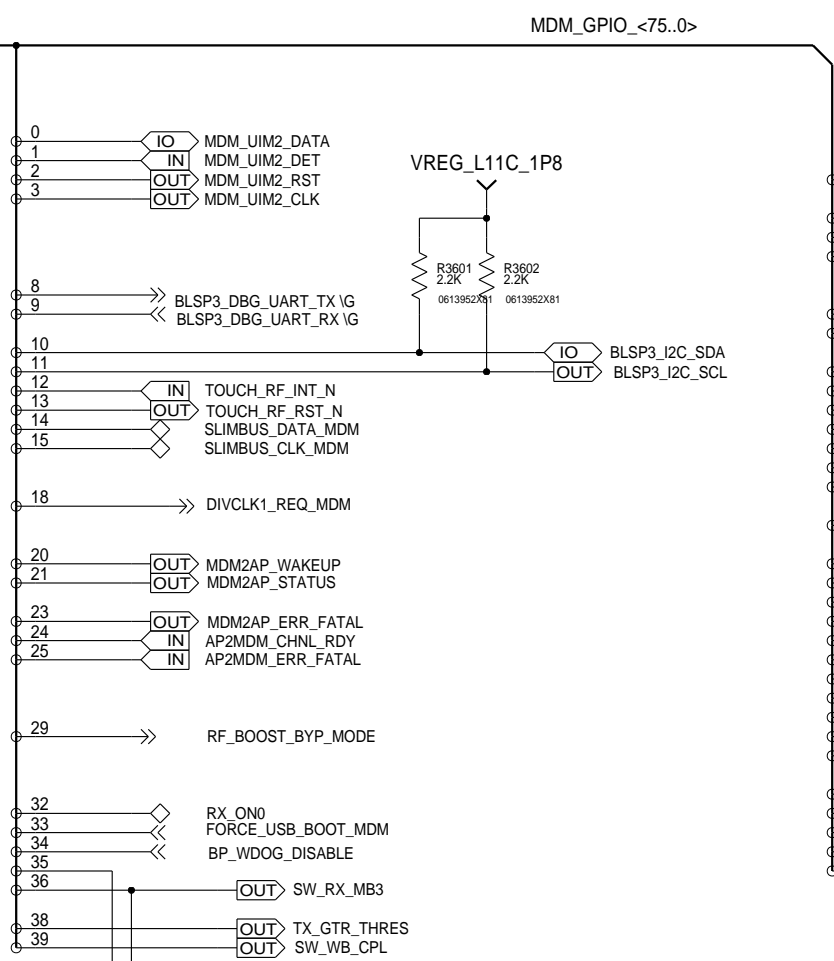 MDM_GPIO_<75..0>
0 IO MDM_UIM2_DATA
1 IN MDM_UIM2_DET
2 OUT MDM_UIM2_RST
3 OUT MDM_UIM2_CLK
VREG_L11C_1P8
R3601 R3602
2.2K 2.2K
0613952X81 0613952X81
8 BLSP3_DBG_UART_TX \G
9 BLSP3_DBG_UART_RX \G
10 IO BLSP3_I2C_SDA
11 OUT BLSP3_I2C_SCL
12 IN TOUCH_RF_INT_N
13 OUT TOUCH_RF_RST_N
14 SLIMBUS_DATA_MDM
15 SLIMBUS_CLK_MDM
18 DIVCLK1_REQ_MDM
20 OUT MDM2AP_WAKEUP
21 OUT MDM2AP_STATUS
23 OUT MDM2AP_ERR_FATAL
24 IN AP2MDM_CHNL_RDY
25 IN AP2MDM_ERR_FATAL
29 RF_BOOST_BYP_MODE
32 RX_ON0
33 FORCE_USB_BOOT_MDM
34 BP_WDOG_DISABLE
35
36 OUT SW_RX_MB3
38 OUT TX_GTR_THRES
39 OUT SW_WB_CPL